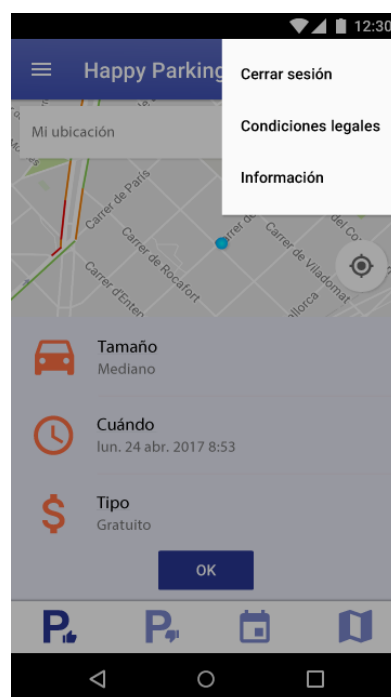 12:30
Happy Parking
Cerrar sesión
Condiciones legales
Información
Mi ubicación
Carrer de París
Carrer de Rocafort
Carrer d'Enten
Carrer de Viladomat
Tamaño
Mediano
Cuándo
lun. 24 abr. 2017 8:53
Tipo
Gratuito
OK
P
P